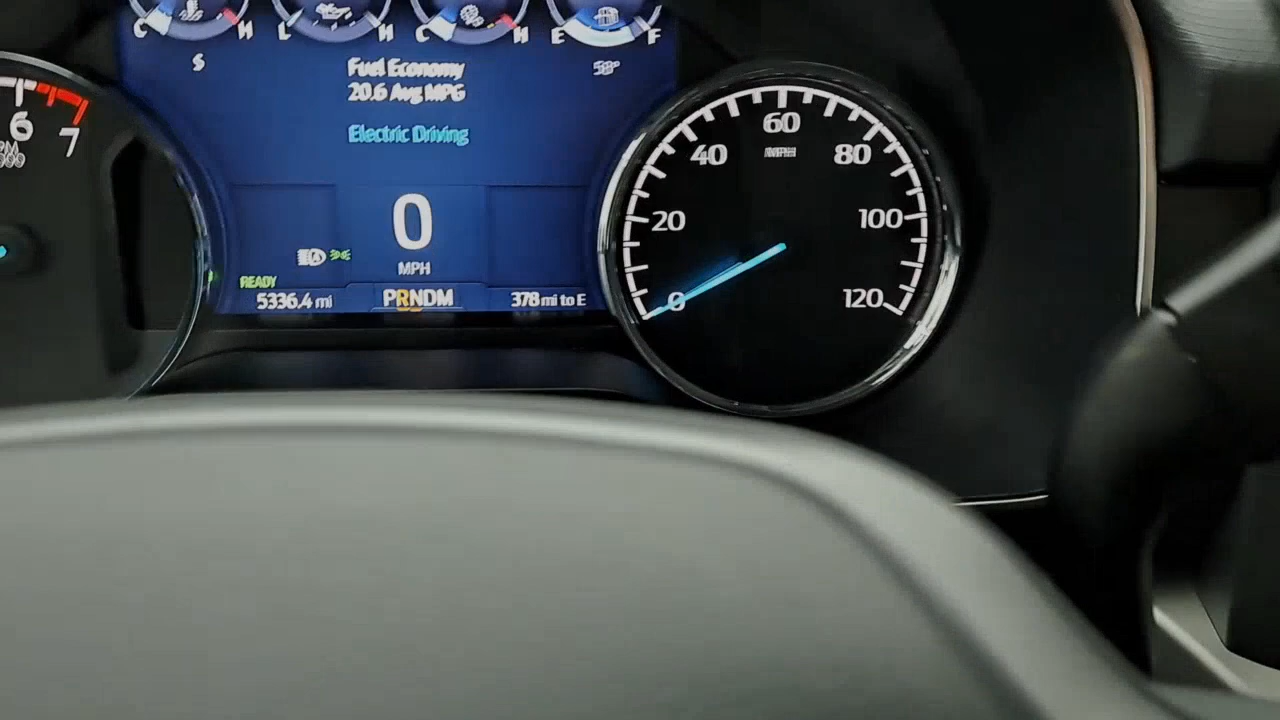 C H L H C H E F
S
Fuel Economy
58°
20.6 Avg MPG
Electric Driving
0
MPH
READY
5336.4 mi
PRNDM
378 mi to E
6
7
0
20
40
60
80
100
120
MPH